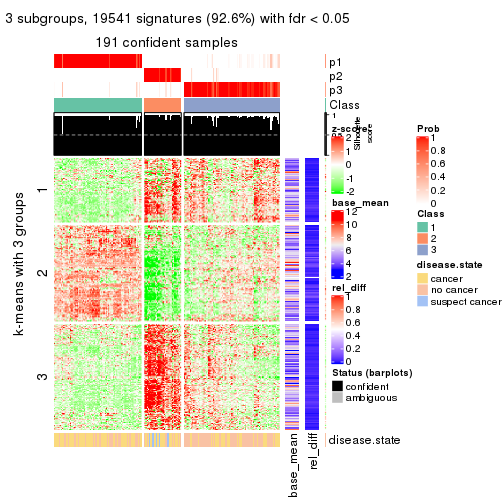 3 subgroups, 19541 signatures (92.6%) with fdr < 0.05
191 confident samples
p1
p2
p3
Class
1
Silhouette
score
z-score
2
1
0
-1
-2
base_mean
12
10
8
6
4
2
rel_diff
1
0.8
0.6
0.4
0.2
0
Status (barplots)
confident
ambiguous
Prob
1
0.8
0.6
0.4
0.2
0
Class
1
2
3
disease.state
cancer
no cancer
suspect cancer
k-means with 3 groups
1
2
3
disease.state
base_mean
rel_diff